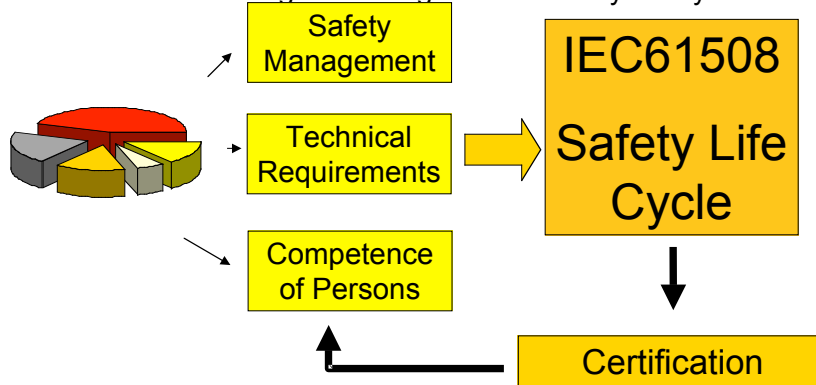 Safety
Management
Technical
Requirements
Competence
of Persons
IEC61508
Safety Life
Cycle
Certification